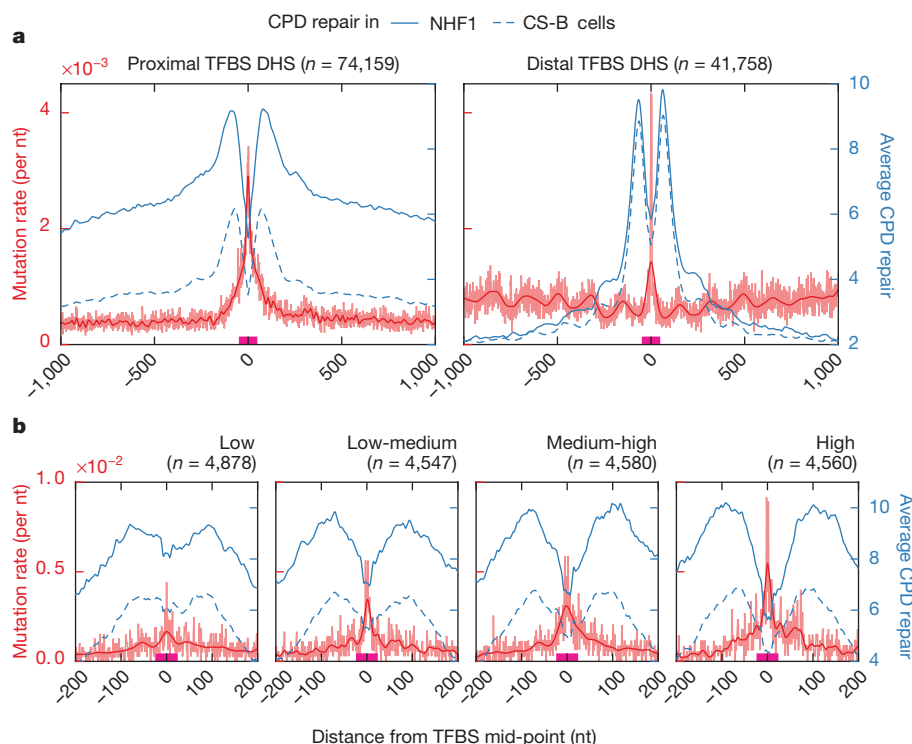 CPD repair in — NHF1 --- CS-B cells
a
Proximal TFBS DHS (n = 74,159)
Distal TFBS DHS (n = 41,758)
×10⁻³
Mutation rate (per nt)
4
2
0
10
8
6
4
2
Average CPD repair
−1,000 −500 0 500 1,000
−1,000 −500 0 500 1,000
b
Low
(n = 4,878)
Low-medium
(n = 4,547)
Medium-high
(n = 4,580)
High
(n = 4,560)
×10⁻²
Mutation rate (per nt)
1.0
0.5
0.0
10
8
6
4
Average CPD repair
−200 −100 0 100 200
−200 −100 0 100 200
−200 −100 0 100 200
−200 −100 0 100 200
Distance from TFBS mid-point (nt)